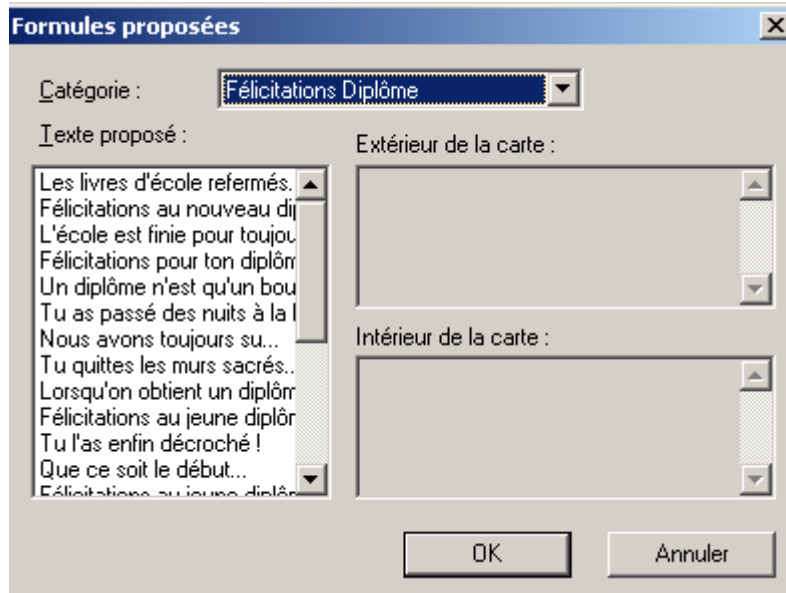 Formules proposées
Catégorie :
Félicitations Diplôme
Texte proposé :
Les livres d'école refermés.
Félicitations au nouveau
L'école est finie pour
Félicitations pour ton
Un diplôme n'est qu'un
Tu as passé des nuits à la
Nous avons toujours su...
Tu quittes les murs sacrés..
Lorsqu'on obtient un
Félicitations au jeune
Tu l'as enfin décroché !
Que ce soit le début...
Félicitations au jeune
Extérieur de la carte :
Intérieur de la carte :
OK
Annuler